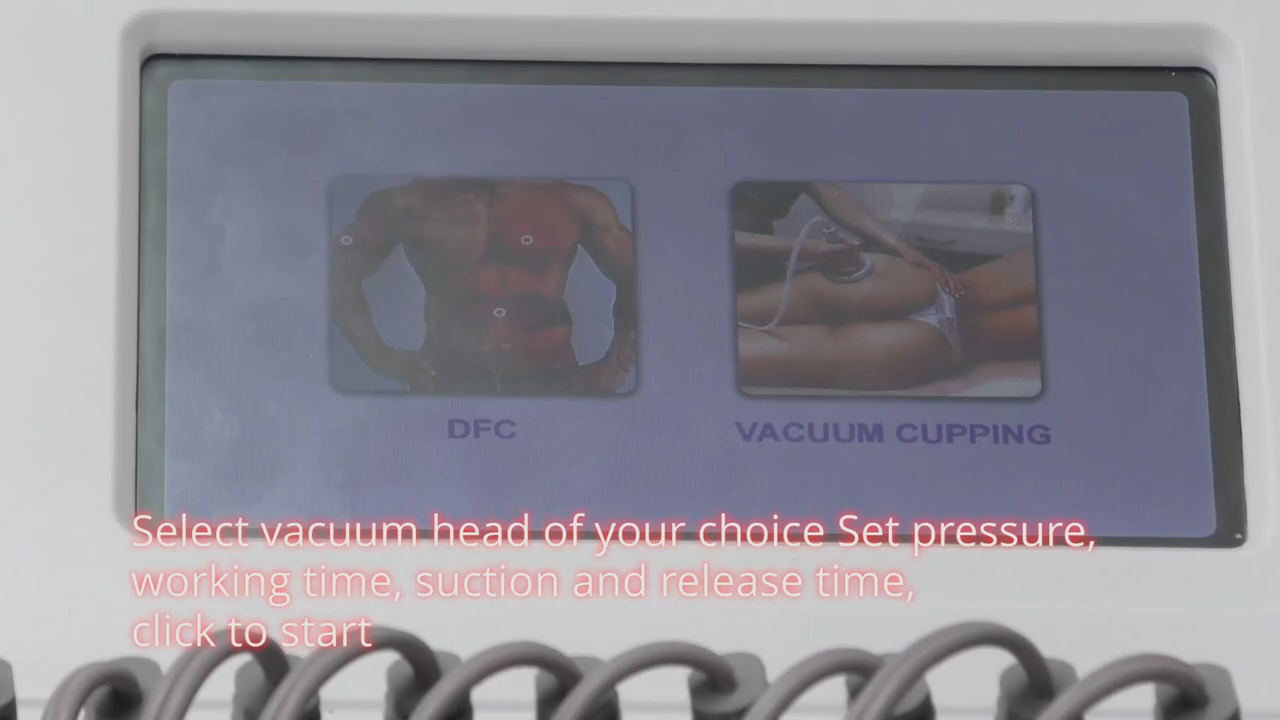 DFC
VACUUM CUPPING
Select vacuum head of your choice Set pressure,
working time, suction and release time,
click to start